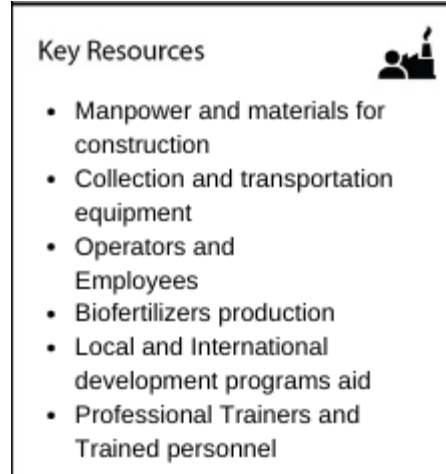 Key Resources
• Manpower and materials for
construction
• Collection and transportation
equipment
• Operators and
Employees
• Biofertilizers production
• Local and International
development programs aid
• Professional Trainers and
Trained personnel